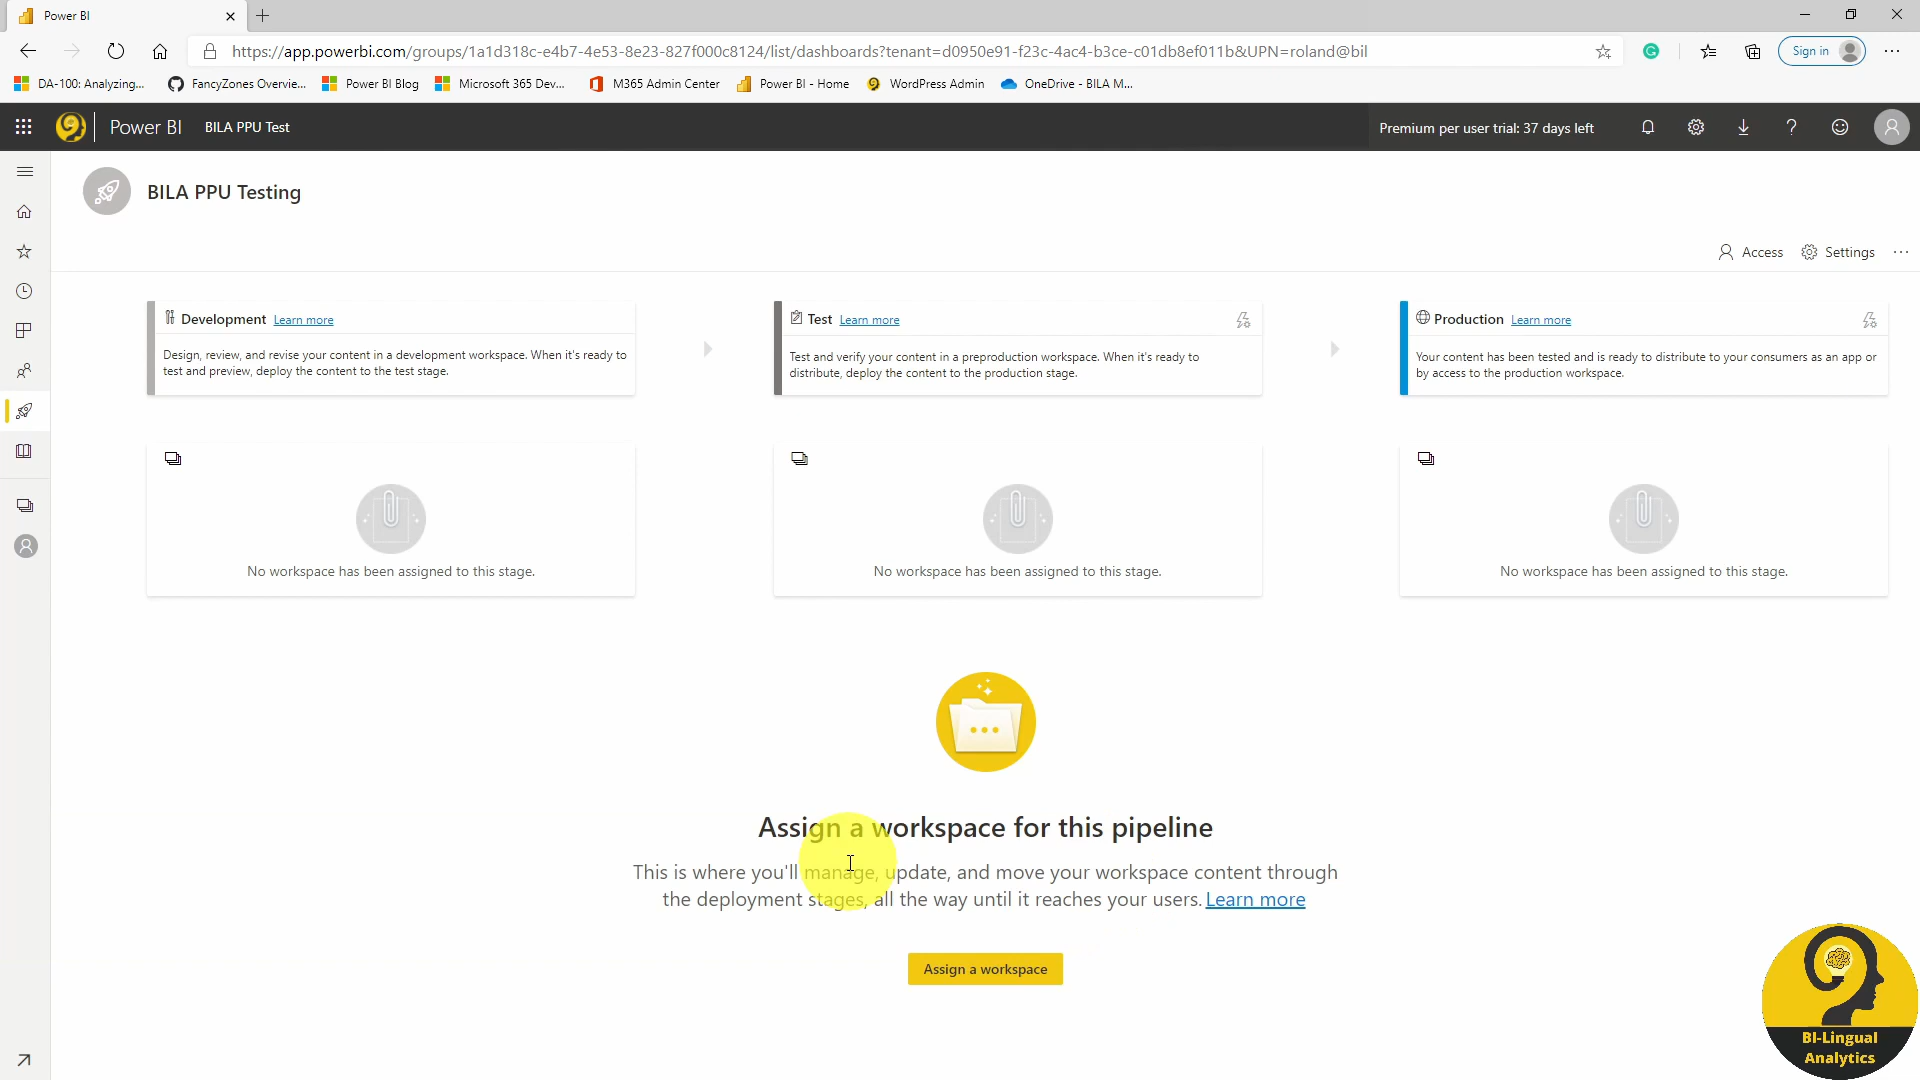 Power BI
https://app.powerbi.com/groups/1a1d318c-e4b7-4e53-8e23-827f000c8124/list/dashboards?tenant=d0950e91-f23c-4ac4-b3ce-c01db8ef011b&UPN=roland@bil
Sign in
DA-100: Analyzing...
FancyZones Overvie...
Power BI Blog
Microsoft 365 Dev...
M365 Admin Center
Power BI - Home
WordPress Admin
OneDrive - BILA M...
Power BI
BILA PPU Test
Premium per user trial: 37 days left
BILA PPU Testing
Access
Settings
Development Learn more
Design, review, and revise your content in a development workspace. When it's ready to
test and preview, deploy the content to the test stage.
Test Learn more
Test and verify your content in a preproduction workspace. When it's ready to
distribute, deploy the content to the production stage.
Production Learn more
Your content has been tested and is ready to distribute to your consumers as an app or
by access to the production workspace.
No workspace has been assigned to this stage.
No workspace has been assigned to this stage.
No workspace has been assigned to this stage.
Assign a workspace for this pipeline
This is where you'll manage, update, and move your workspace content through
the deployment stages, all the way until it reaches your users. Learn more
Assign a workspace
BI-Lingual
Analytics